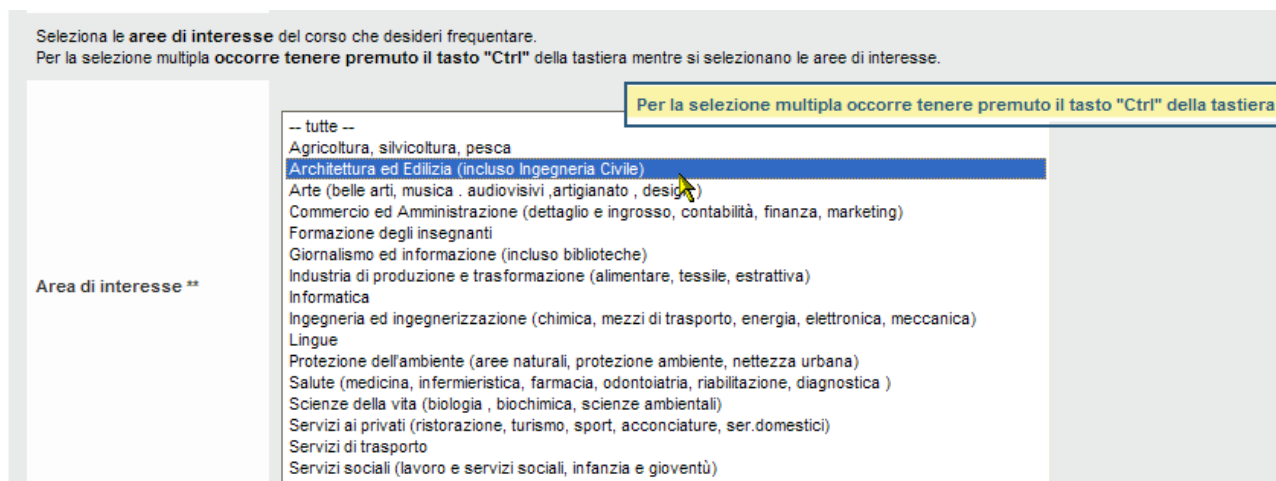 Seleziona le aree di interesse del corso che desideri frequentare.
Per la selezione multipla occorre tenere premuto il tasto "Ctrl" della tastiera mentre si selezionano le aree di interesse.
Per la selezione multipla occorre tenere premuto il tasto "Ctrl" della tastiera
-- tutte --
Agricoltura, silvicoltura, pesca
Architettura ed Edilizia (incluso Ingegneria Civile)
Arte (belle arti, musica . audiovisivi ,artigianato , design )
Commercio ed Amministrazione (dettaglio e ingrosso, contabilità, finanza, marketing)
Formazione degli insegnanti
Giornalismo ed informazione (incluso biblioteche)
Industria di produzione e trasformazione (alimentare, tessile, estrattiva)
Area di interesse **
Informatica
Ingegneria ed ingegnerizzazione (chimica, mezzi di trasporto, energia, elettronica, meccanica)
Lingue
Protezione dell'ambiente (aree naturali, protezione ambiente, nettezza urbana)
Salute (medicina, infermieristica, farmacia, odontoiatria, riabilitazione, diagnostica )
Scienze della vita (biologia , biochimica, scienze ambientali)
Servizi ai privati (ristorazione, turismo, sport, acconciature, ser.domestici)
Servizi di trasporto
Servizi sociali (lavoro e servizi sociali, infanzia e gioventù)